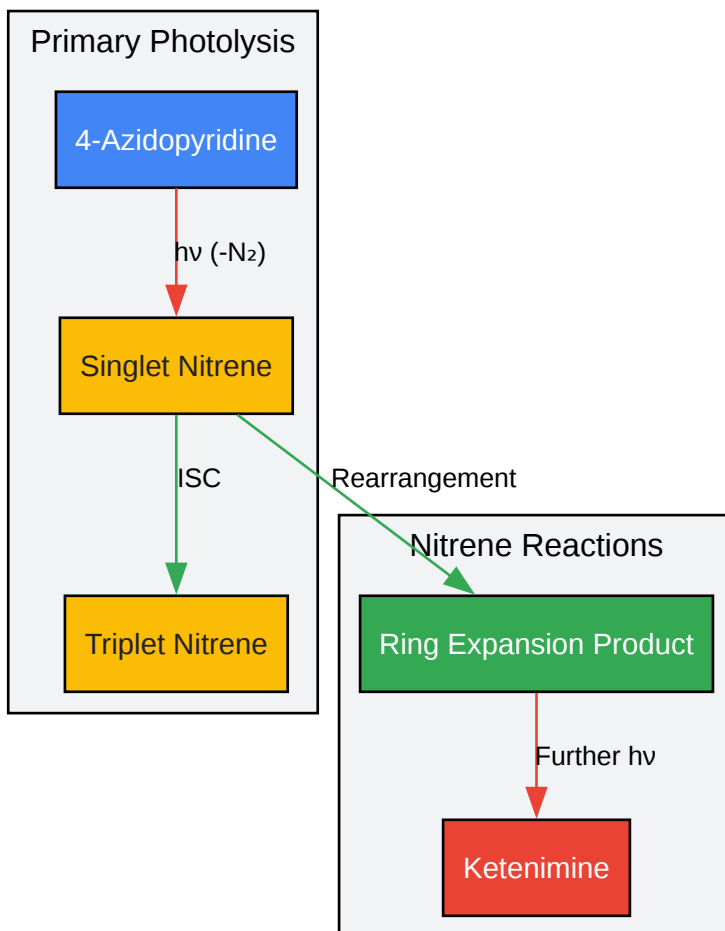 Primary Photolysis
4-Azidopyridine
hν (-N₂)
Singlet Nitrene
ISC
Rearrangement
Nitrene Reactions
Triplet Nitrene
Ring Expansion Product
Further hν
Ketenimine